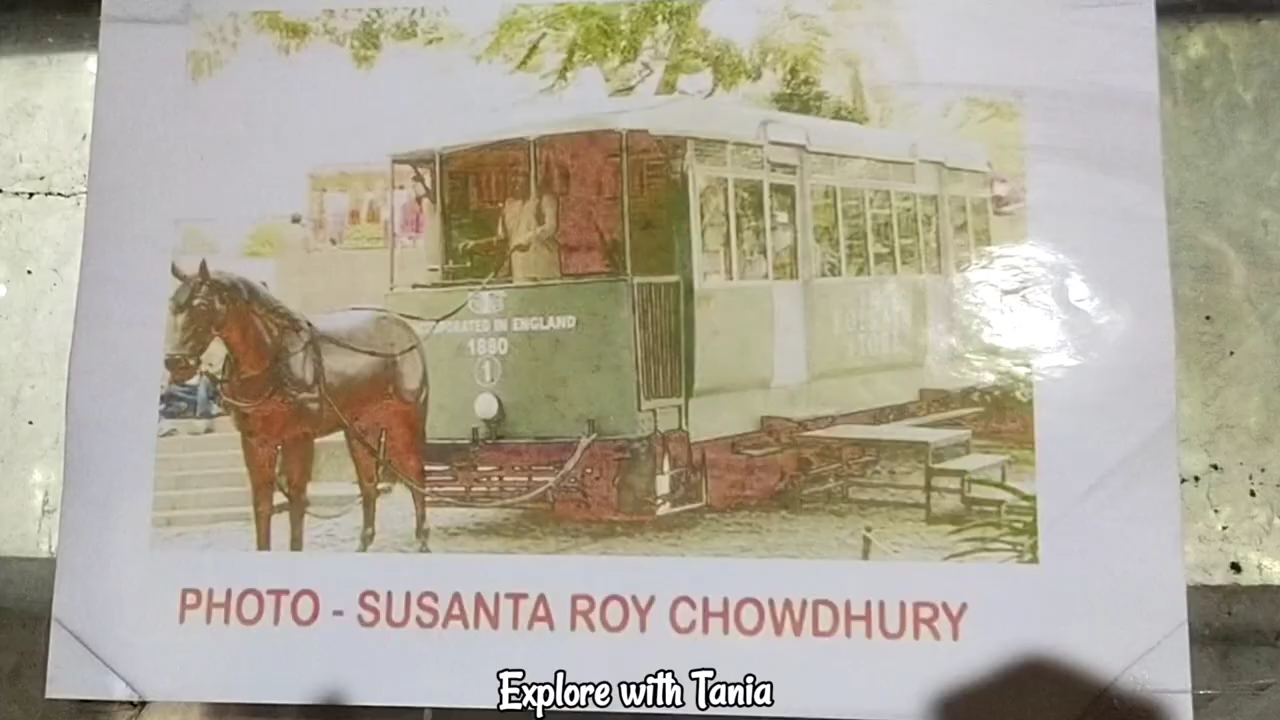 INCORPORATED IN ENGLAND
1880
1
PHOTO - SUSANTA ROY CHOWDHURY
Explore with Tania